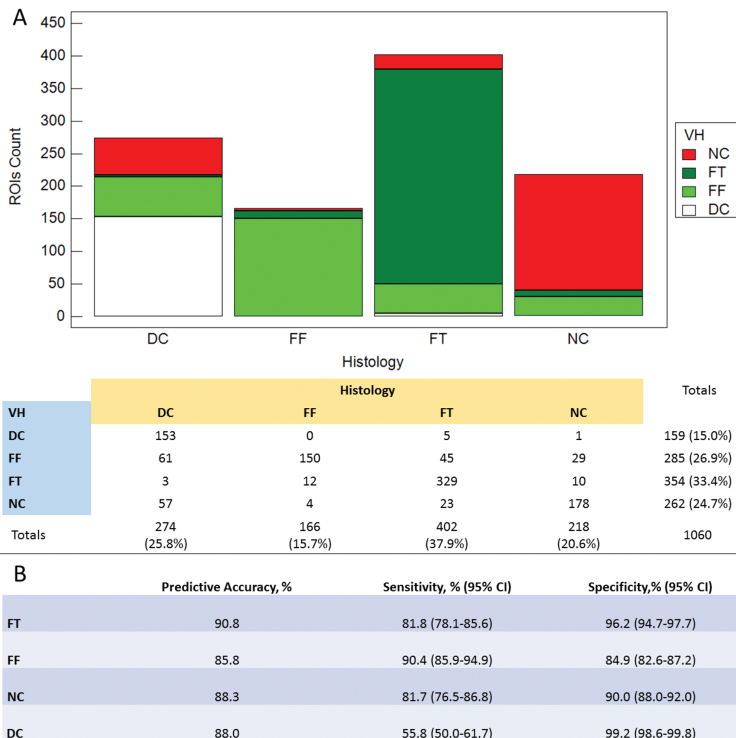 A
450
400
350
300
250
200
150
100
50
0
ROIs Count
DC FF FT NC
Histology
VH
NC
FT
FF
DC
Histology Totals
VH DC FF FT NC
DC 153 0 5 1 159 (15.0%)
FF 61 150 45 29 285 (26.9%)
FT 3 12 329 10 354 (33.4%)
NC 57 4 23 178 262 (24.7%)
Totals 274 (25.8%) 166 (15.7%) 402 (37.9%) 218 (20.6%) 1060
B
Predictive Accuracy, % Sensitivity, % (95% CI) Specificity,% (95% CI)
FT 90.8 81.8 (78.1-85.6) 96.2 (94.7-97.7)
FF 85.8 90.4 (85.9-94.9) 84.9 (82.6-87.2)
NC 88.3 81.7 (76.5-86.8) 90.0 (88.0-92.0)
DC 88.0 55.8 (50.0-61.7) 99.2 (98.6-99.8)